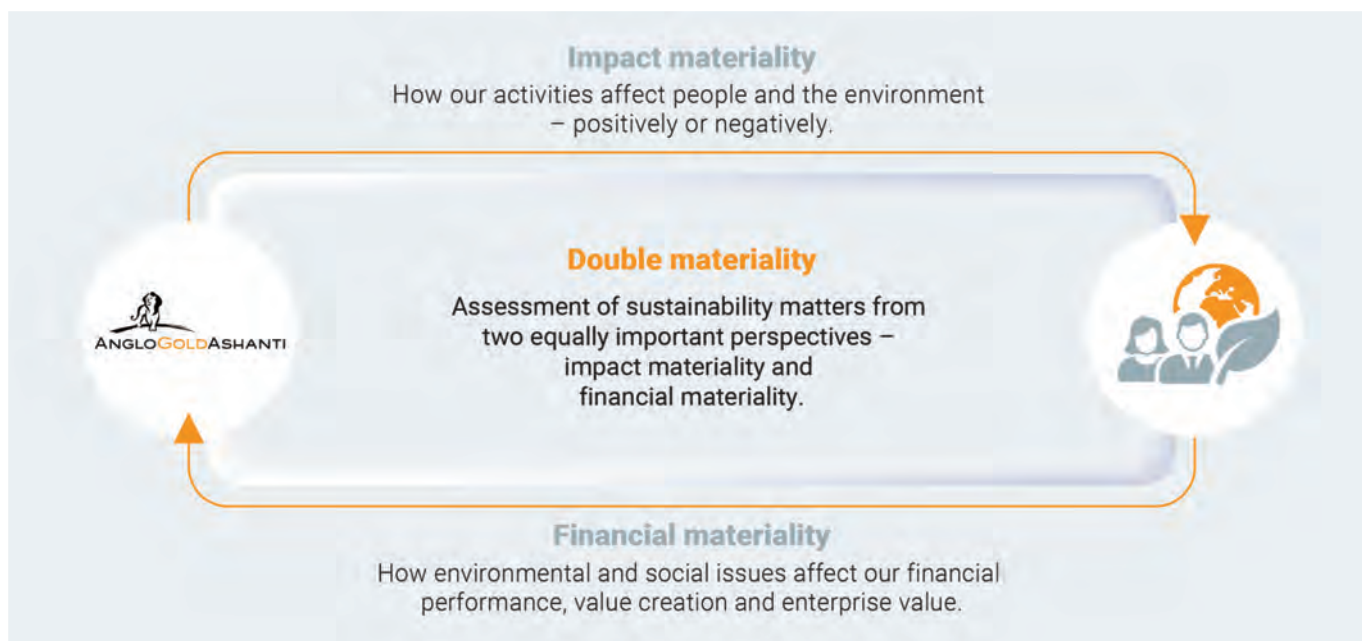 Impact materiality
How our activities affect people and the environment
– positively or negatively.
Double materiality
Assessment of sustainability matters from
two equally important perspectives –
impact materiality and
financial materiality.
ANGLOGOLDASHANTI
Financial materiality
How environmental and social issues affect our financial
performance, value creation and enterprise value.